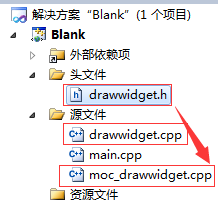 解决方案“Blank” (1 个项目)
Blank
外部依赖项
头文件
drawwidget.h
源文件
drawwidget.cpp
main.cpp
moc_drawwidget.cpp
资源文件